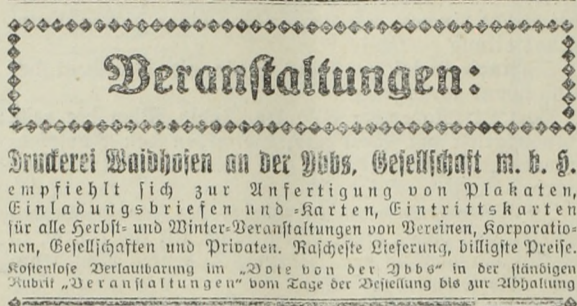 Veranstaltungen:
Druckerei Waidhofen an der Ybbs, Gesellschaft m. b. H.
empfiehlt sich zur Anfertigung von Plakaten,
Einladungsbriefen und -Karten, Eintrittskarten
für alle Herbst- und Winter-Veranstaltungen von Vereinen, Korporatio-
nen, Gesellschaften und Privaten. Rascheste Lieferung, billigste Preise.
Kostenlose Verlautbarung im „Bote von der Ybbs" in der ständigen
Rubrik „Veranstaltungen" vom Tage der Bestellung bis zur Abhaltung